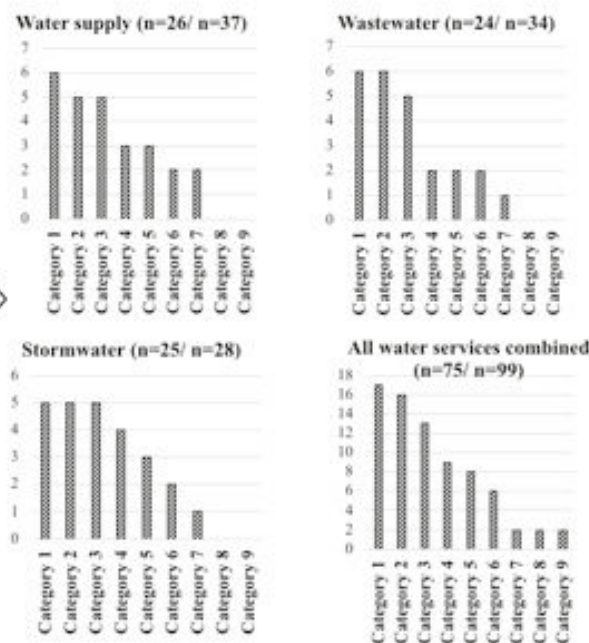 Water supply (n=26/ n=37)
7
6
5
4
3
2
1
0
Category 1
Category 2
Category 3
Category 4
Category 5
Category 6
Category 7
Category 8
Category 9
Wastewater (n=24/ n=34)
7
6
5
4
3
2
1
0
Category 1
Category 2
Category 3
Category 4
Category 5
Category 6
Category 7
Category 8
Category 9
Stormwater (n=25/ n=28)
6
5
4
3
2
1
0
Category 1
Category 2
Category 3
Category 4
Category 5
Category 6
Category 7
Category 8
Category 9
All water services combined
(n=75/ n=99)
18
16
14
12
10
8
6
4
2
0
Category 1
Category 2
Category 3
Category 4
Category 5
Category 6
Category 7
Category 8
Category 9